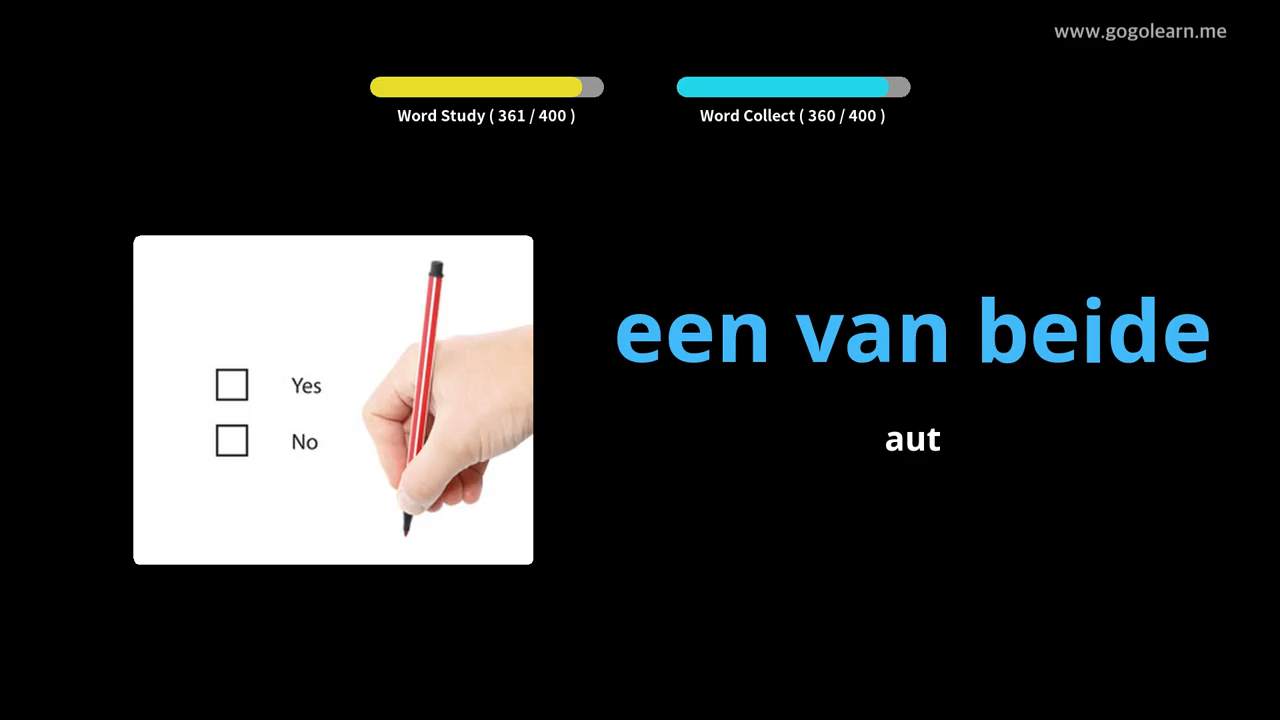 www.gogolearn.me
Word Study ( 361 / 400 )
Word Collect ( 360 / 400 )
Yes
No
een van beide
aut